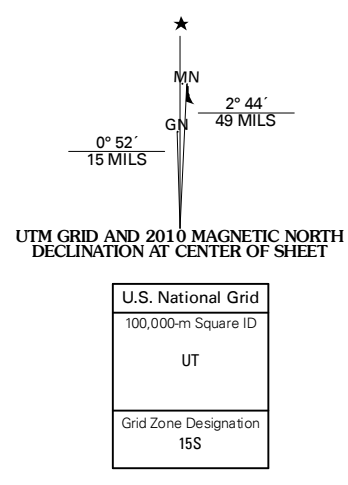 MN
2° 44´
49 MILS
GN
0° 52´
15 MILS
UTM GRID AND 2010 MAGNETIC NORTH
DECLINATION AT CENTER OF SHEET
U.S. National Grid
100,000-m Square ID
UT
Grid Zone Designation
15S